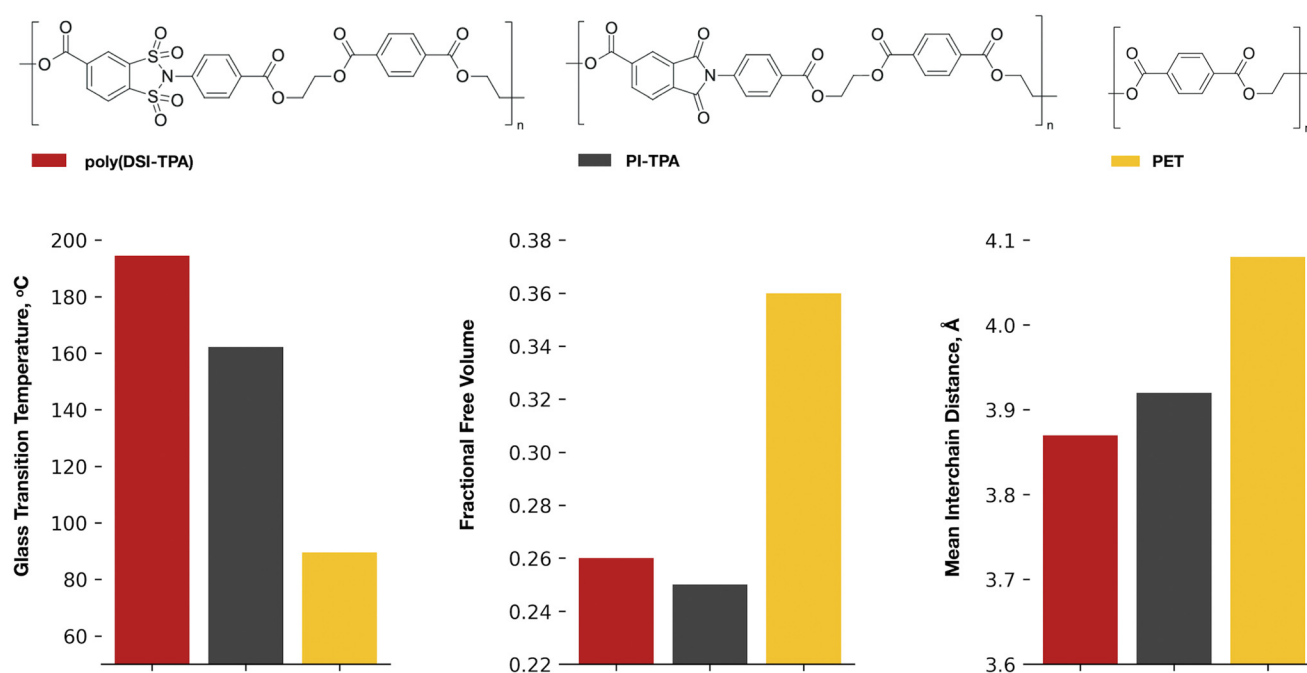 poly(DSI-TPA)
PI-TPA
PET
O
O
S
O
O
N
S
O
O
O
O
O
O
O
O
n
O
O
O
N
O
O
O
O
O
O
O
n
O
O
O
O
Glass Transition Temperature, ºC
200
180
160
140
120
100
80
60
Fractional Free Volume
0.38
0.36
0.34
0.32
0.30
0.28
0.26
0.24
0.22
Mean Interchain Distance, Å
4.1
4.0
3.9
3.8
3.7
3.6